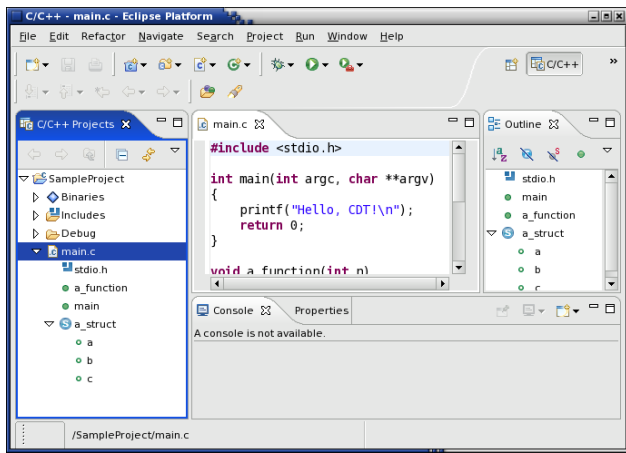 C/C++ - main.c - Eclipse Platform
File Edit Refactor Navigate Search Project Run Window Help
C/C++
C/C++ Projects
SampleProject
Binaries
Includes
Debug
main.c
stdio.h
a_function
main
a_struct
a
b
c
main.c
#include <stdio.h>
int main(int argc, char **argv)
{
printf("Hello, CDT!\n");
return 0;
}
void a_function(int n)
Outline
stdio.h
main
a_function
a_struct
a
b
c
Console Properties
A console is not available.
/SampleProject/main.c